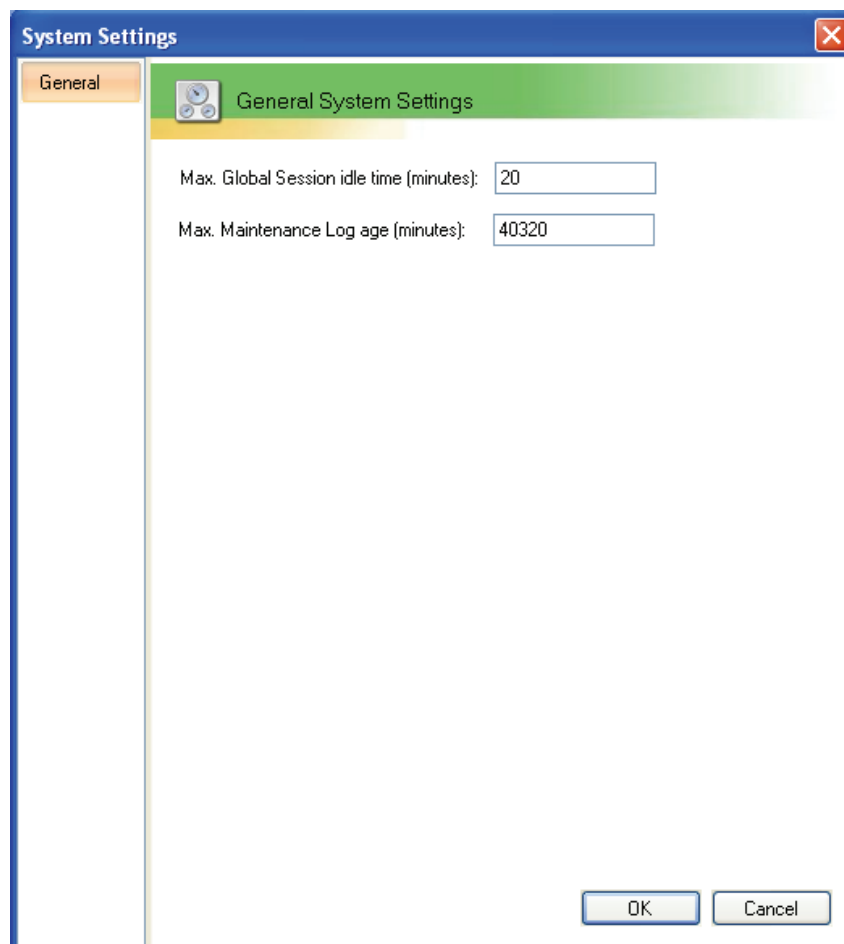 System Settings
General
General System Settings
Max. Global Session idle time (minutes): 20
Max. Maintenance Log age (minutes): 40320
OK Cancel